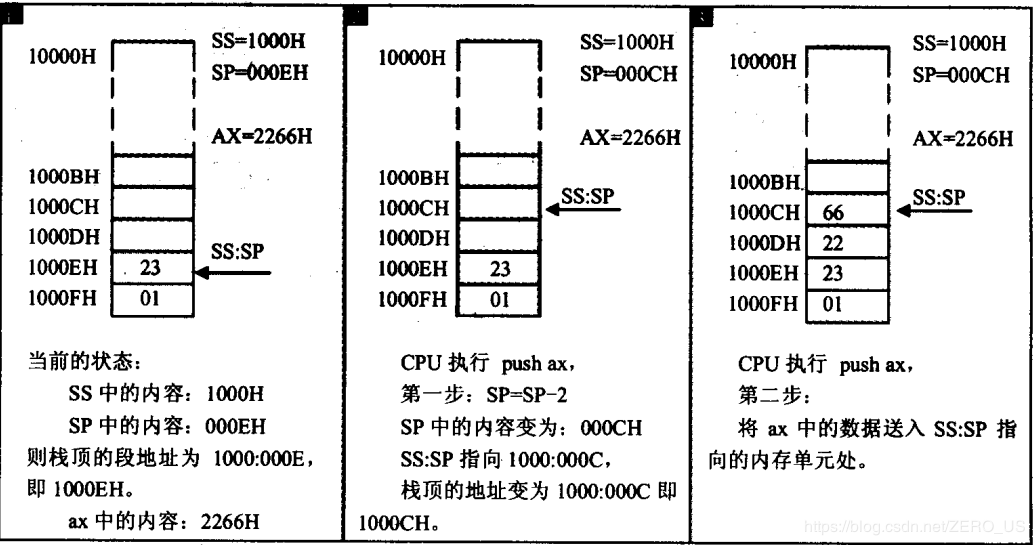 10000H
SS=1000H
SP=000EH
AX=2266H
1000BH
1000CH
1000DH
SS:SP
1000EH 23
1000FH 01
当前的状态：
SS 中的内容：1000H
SP 中的内容：000EH
则栈顶的段地址为 1000:000E，
即 1000EH。
ax 中的内容：2266H
10000H
SS=1000H
SP=000CH
AX=2266H
1000BH
1000CH
SS:SP
1000DH
1000EH 23
1000FH 01
CPU 执行 push ax，
第一步：SP=SP-2
SP 中的内容变为：000CH
SS:SP 指向 1000:000C，
栈顶的地址变为 1000:000C 即
1000CH。
10000H
SS=1000H
SP=000CH
AX=2266H
1000BH
1000CH 66
SS:SP
1000DH 22
1000EH 23
1000FH 01
CPU 执行 push ax，
第二步：
将 ax 中的数据送入 SS:SP 指
向的内存单元处。
https://blog.csdn.net/ZERO_US